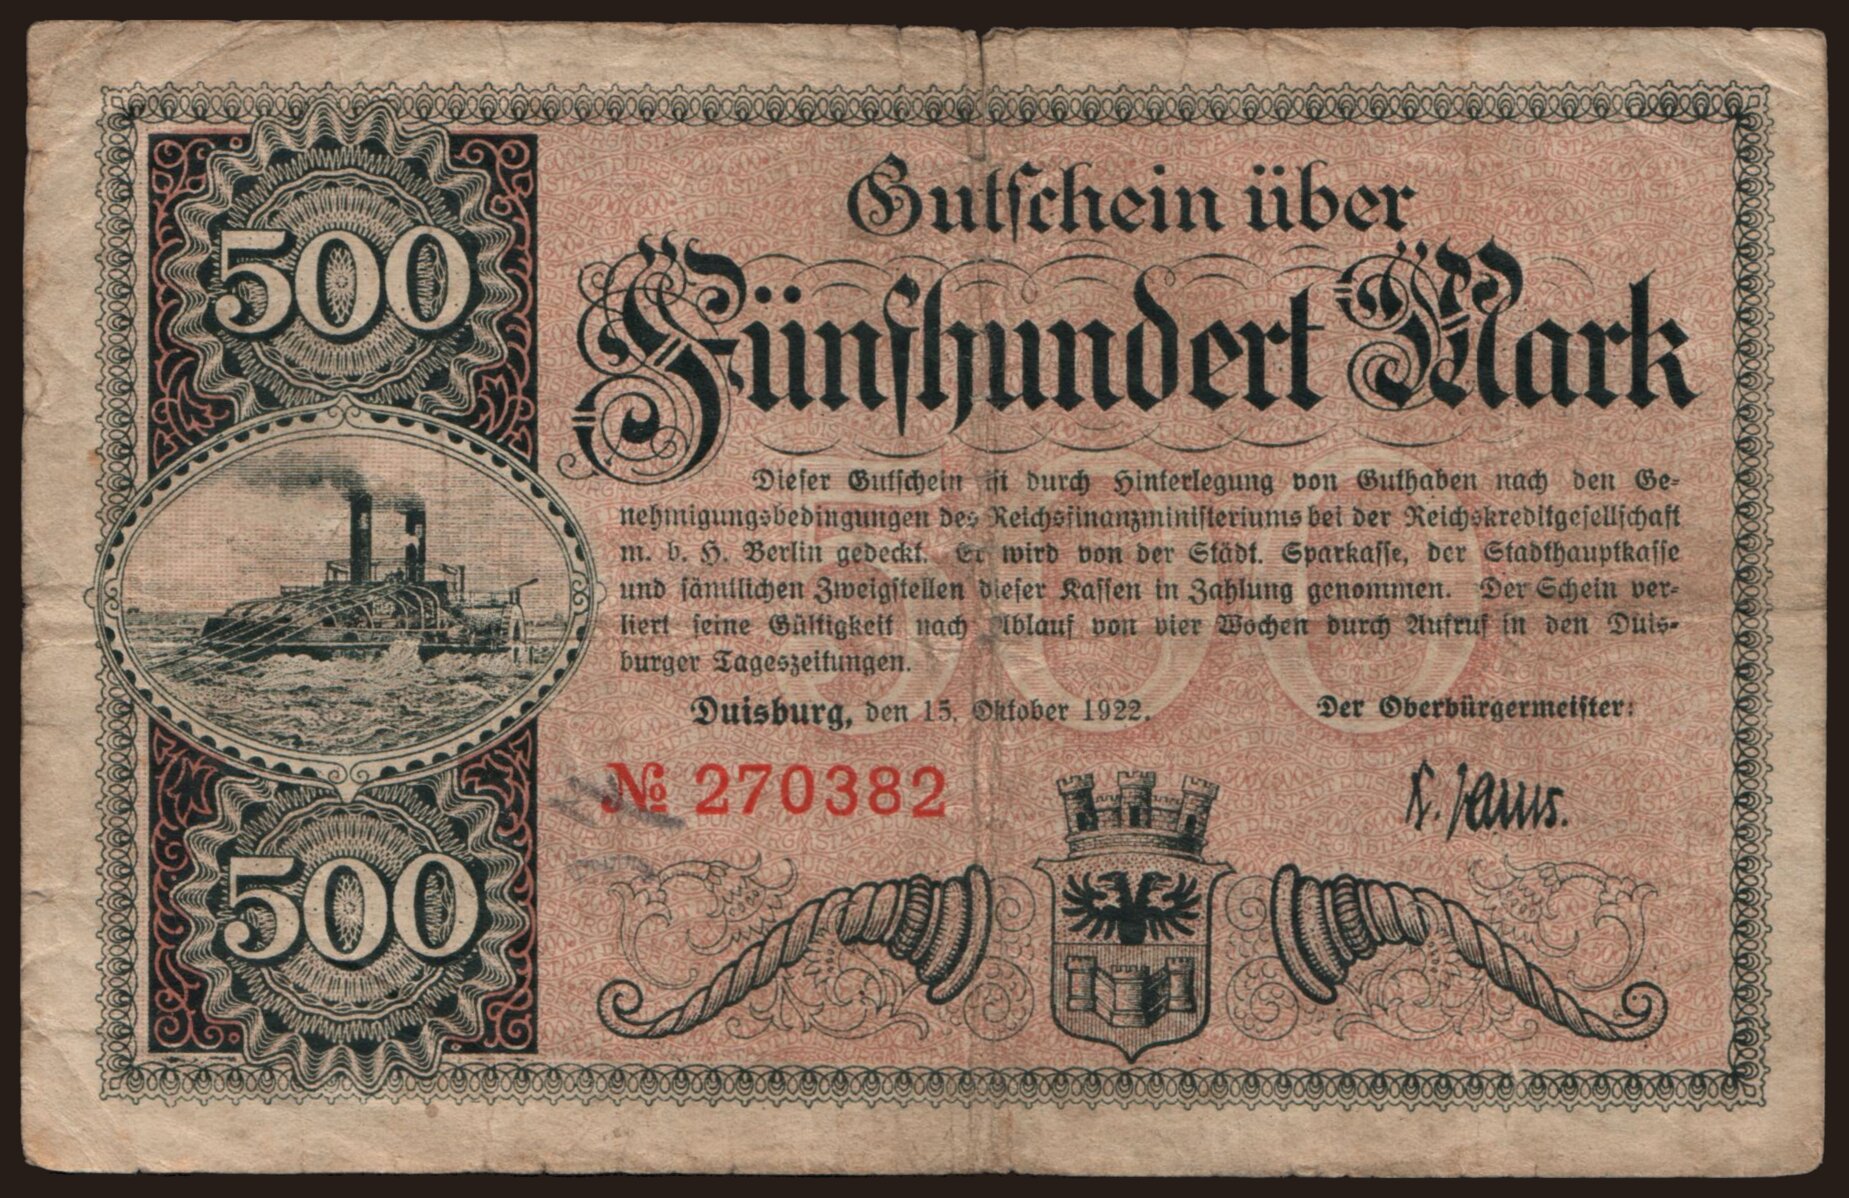 500
Gutschein über
Fünfhundert Mark
Dieser Gutschein ist durch Hinterlegung von Guthaben nach den Ge-
nehmigungsbedingungen des Reichsfinanzministeriums bei der Reichskreditgesellschaft
m. b. H. Berlin gedeckt. Er wird von der Städt. Sparkasse, der Stadthauptkasse
und sämtlichen Zweigstellen dieser Kassen in Zahlung genommen. Der Schein ver-
liert seine Gültigkeit nach Ablauf von vier Wochen durch Aufruf in den Duis-
burger Tageszeitungen.
500
Duisburg, den 15. Oktober 1922.
Der Oberbürgermeister:
№ 270382
500